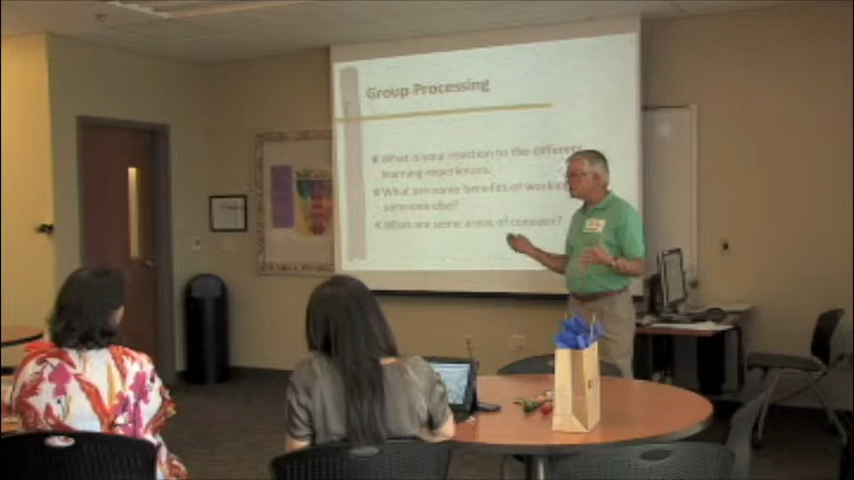 Group Processing
What is your reaction to the different
learning experiences.
What are some benefits of
someone else?
What are some areas of concern?